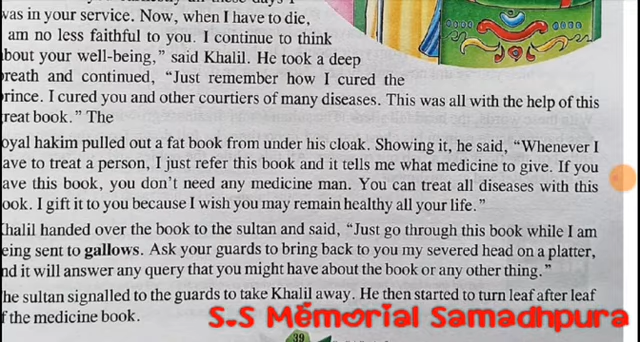 vas in your service. Now, when I have to die,
am no less faithful to you. I continue to think
bout your well-being,” said Khalil. He took a deep
reath and continued, “Just remember how I cured the
rince. I cured you and other courtiers of many diseases. This was all with the help of this
reat book.” The
oyal hakim pulled out a fat book from under his cloak. Showing it, he said, “Whenever I
ave to treat a person, I just refer this book and it tells me what medicine to give. If you
ave this book, you don’t need any medicine man. You can treat all diseases with this
ook. I gift it to you because I wish you may remain healthy all your life.”
halil handed over the book to the sultan and said, “Just go through this book while I am
eing sent to gallows. Ask your guards to bring back to you my severed head on a platter,
nd it will answer any query that you might have about the book or any other thing.”
he sultan signalled to the guards to take Khalil away. He then started to turn leaf after leaf
f the medicine book.
S.S Memorial Samadhpura
39